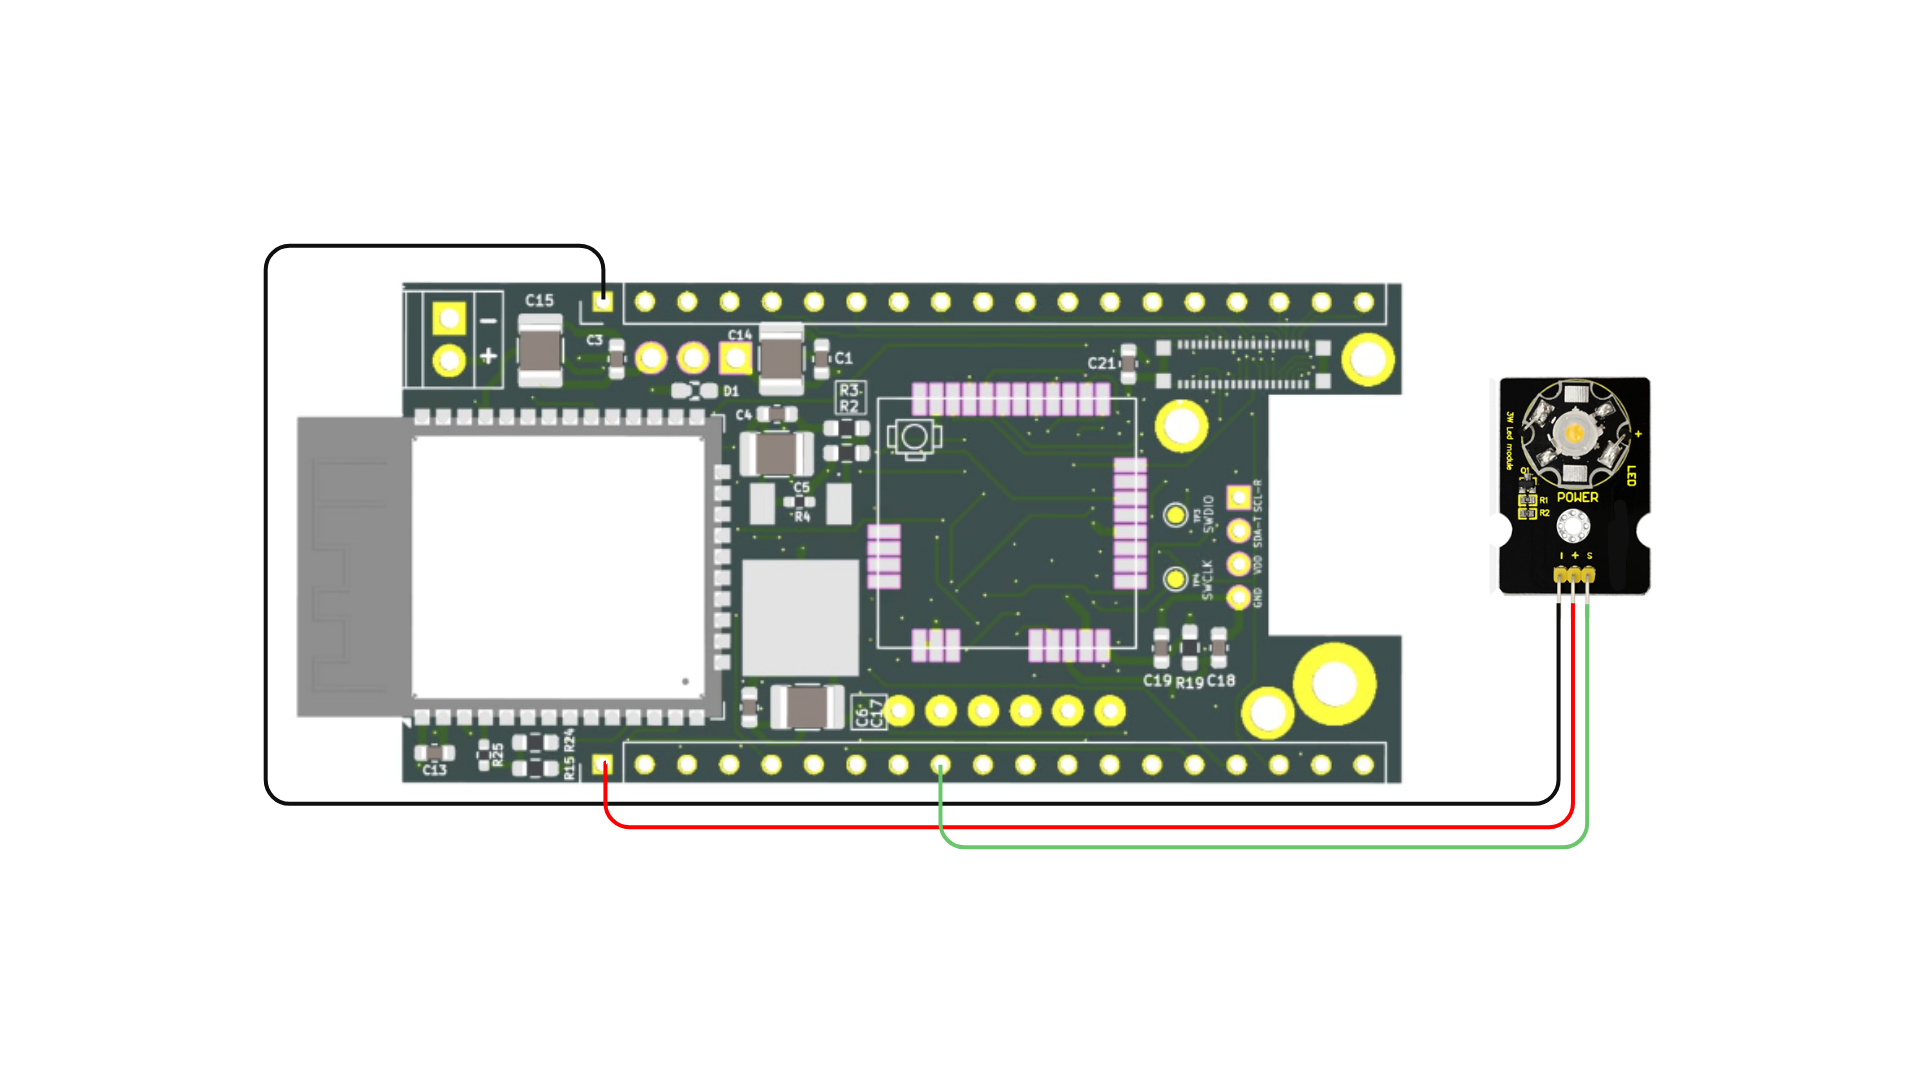 C15
−
+
C3
C14
C1
D1
R3
R2
C4
C5
R4
C21
TP3
SWDIO
TP4
SWCLK
SCL-R
SDA-T
VDD
GND
C19
R19
C18
C6
C17
C13
R25
R24
R15
3W Led module
+
LED
Q1
R1
R2
POWER
- + S